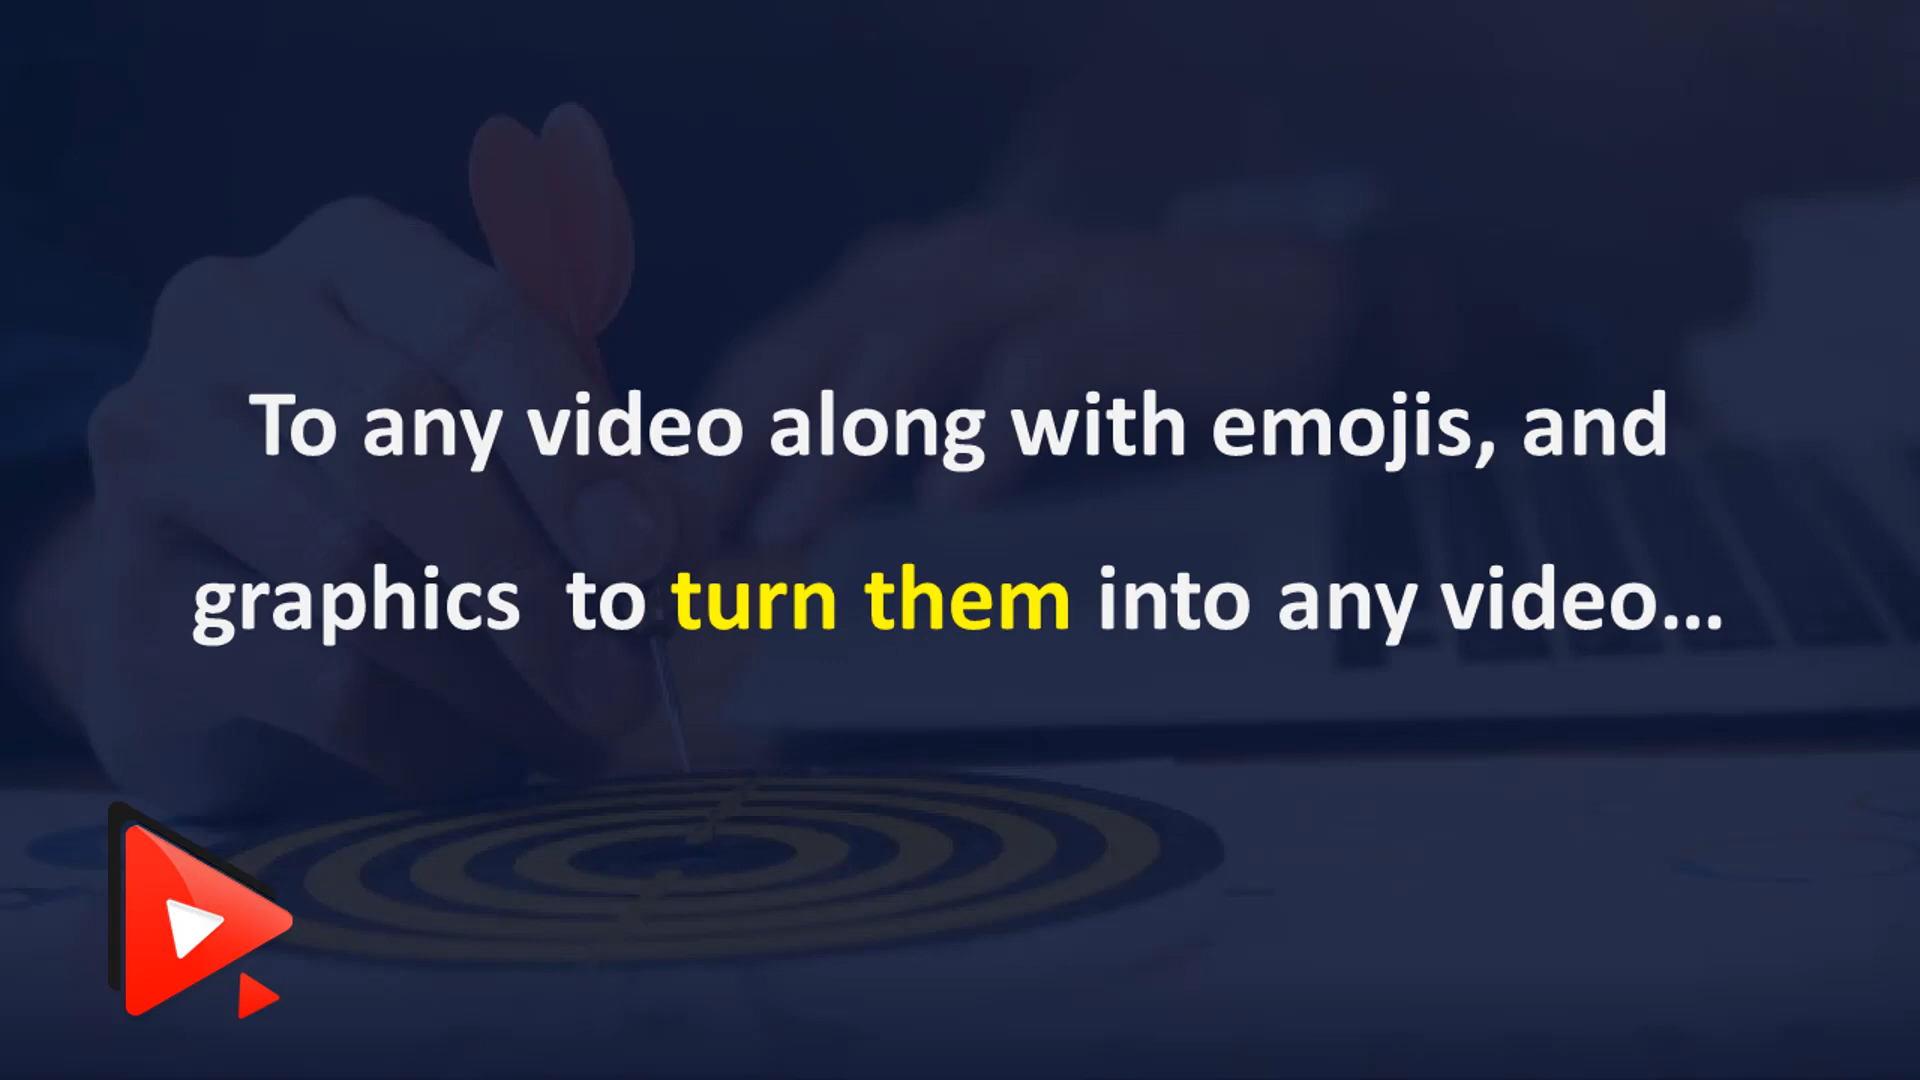 To any video along with emojis, and
graphics  to turn them into any video...